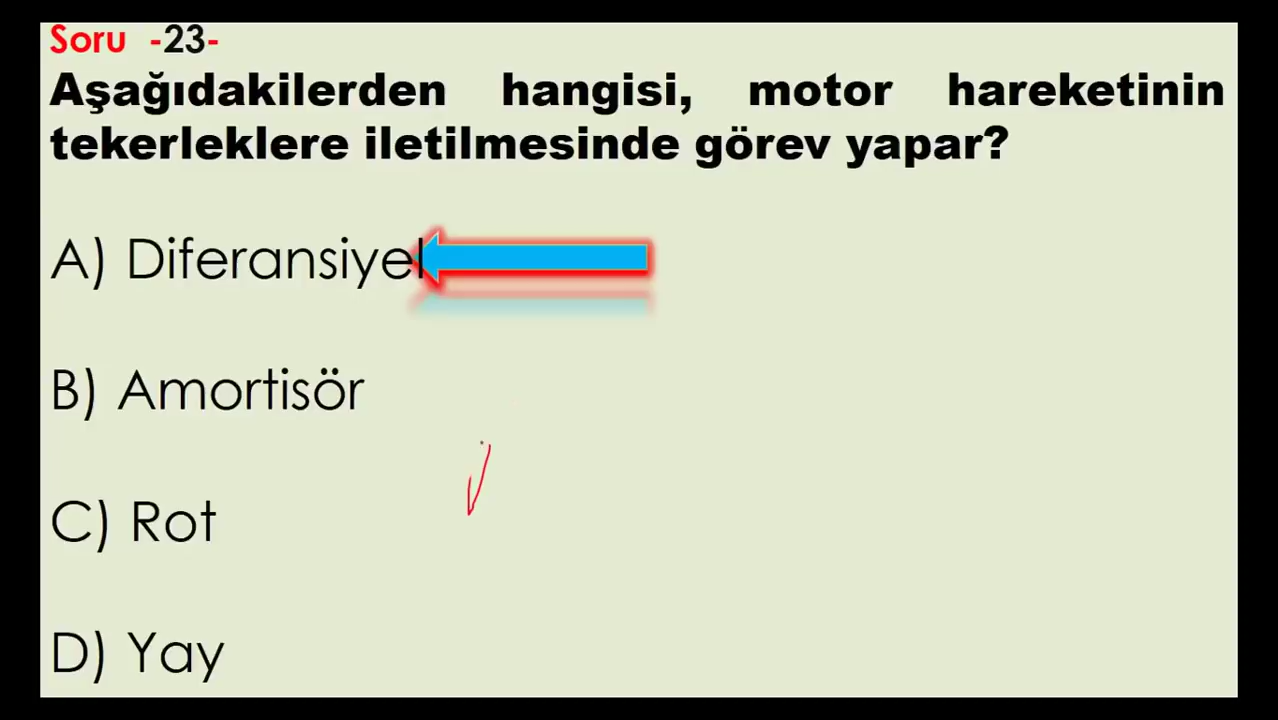 Soru -23-
Aşağıdakilerden hangisi, motor hareketinin
tekerleklere iletilmesinde görev yapar?
A) Diferansiyel
B) Amortisör
C) Rot
D) Yay